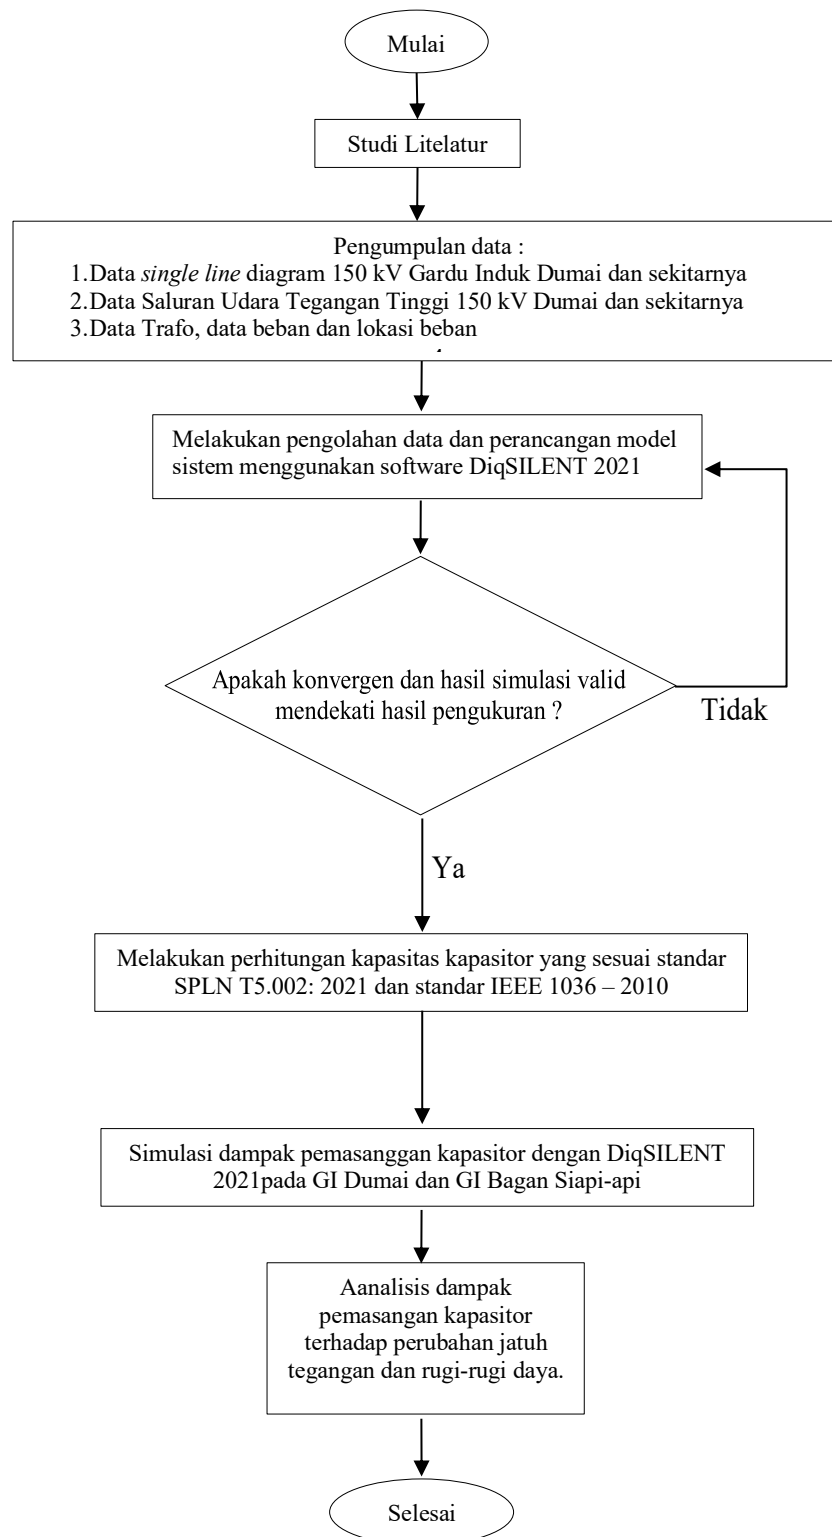 Mulai
Studi Litelatur
Pengumpulan data :
1.Data single line diagram 150 kV Gardu Induk Dumai dan sekitarnya
2.Data Saluran Udara Tegangan Tinggi 150 kV Dumai dan sekitarnya
3.Data Trafo, data beban dan lokasi beban
Melakukan pengolahan data dan perancangan model
sistem menggunakan software DiqSILENT 2021
Apakah konvergen dan hasil simulasi valid
mendekati hasil pengukuran ?
Tidak
Ya
Melakukan perhitungan kapasitas kapasitor yang sesuai standar
SPLN T5.002: 2021 dan standar IEEE 1036 – 2010
Simulasi dampak pemasanggan kapasitor dengan DiqSILENT
2021pada GI Dumai dan GI Bagan Siapi-api
Aanalisis dampak
pemasangan kapasitor
terhadap perubahan jatuh
tegangan dan rugi-rugi daya.
Selesai